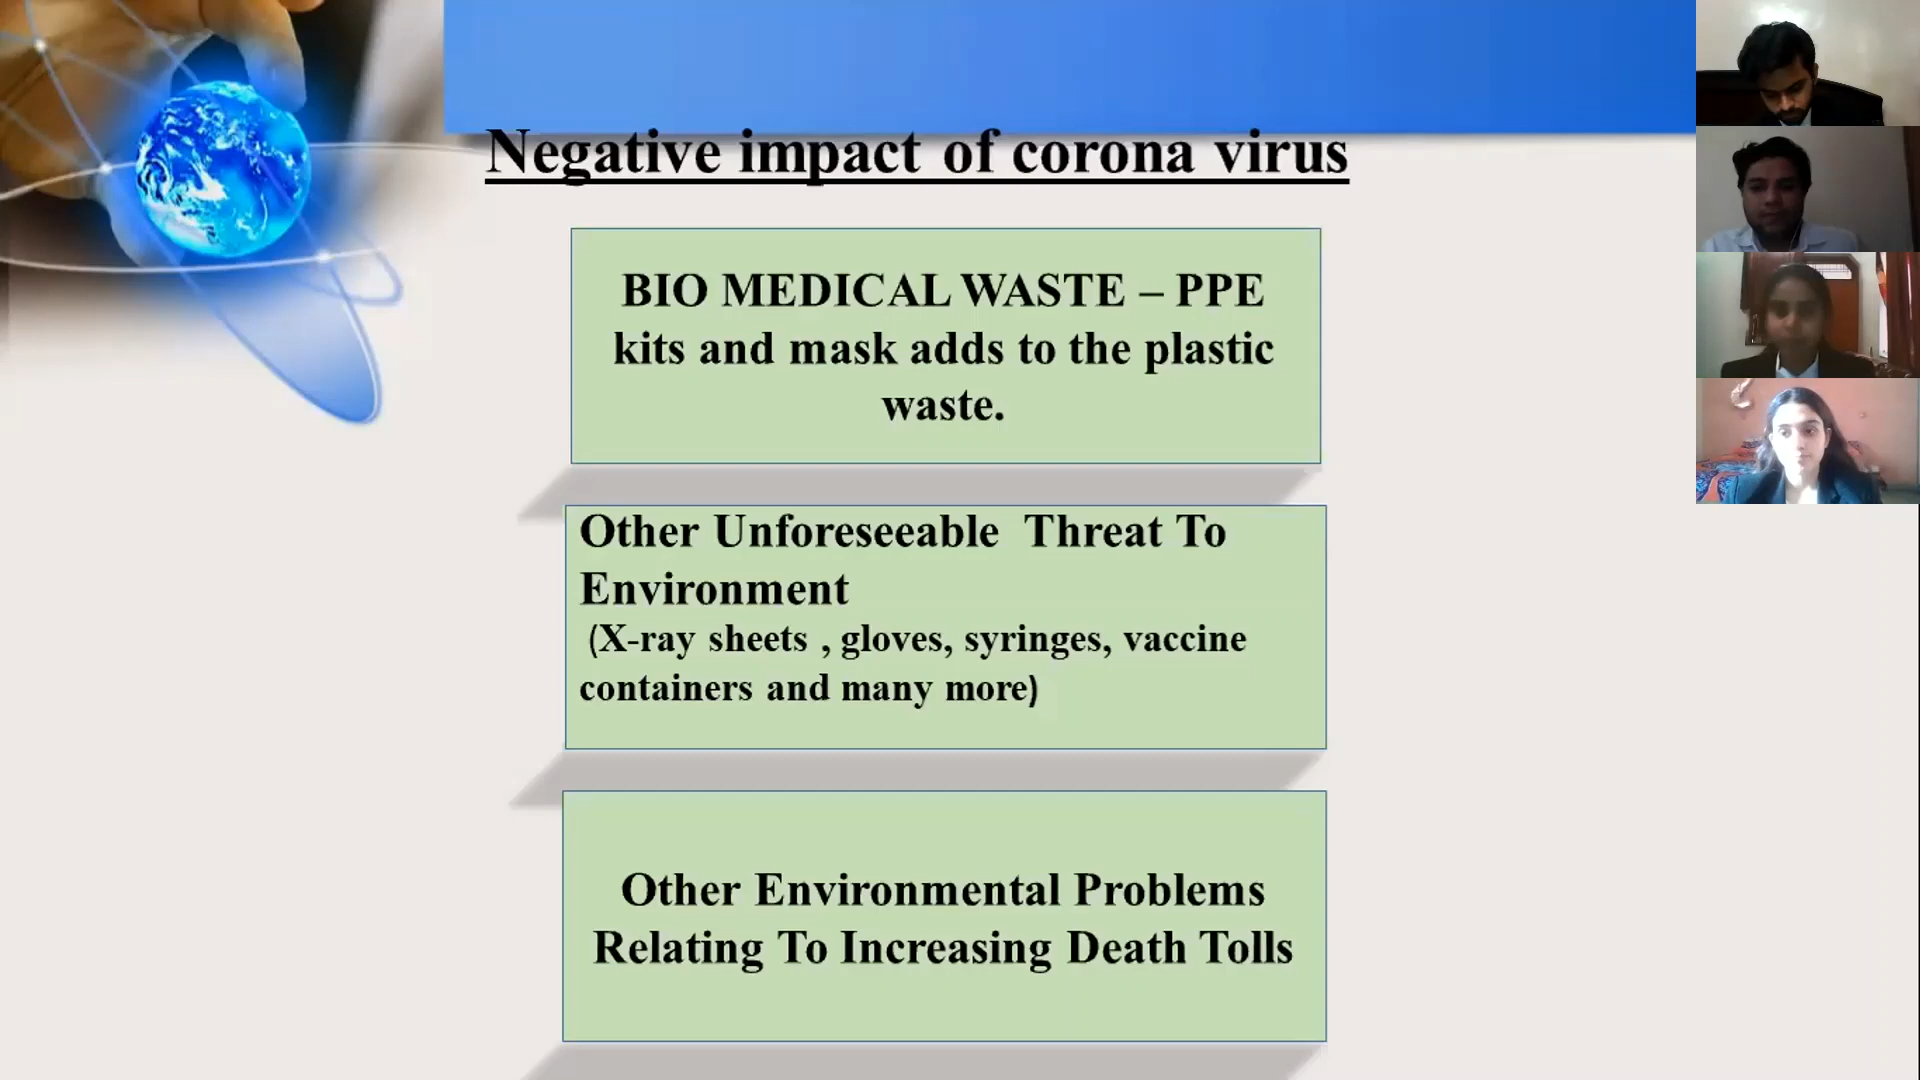 Negative impact of corona virus
BIO MEDICAL WASTE – PPE
kits and mask adds to the plastic
waste.
Other Unforeseeable Threat To
Environment
(X-ray sheets , gloves, syringes, vaccine
containers and many more)
Other Environmental Problems
Relating To Increasing Death Tolls